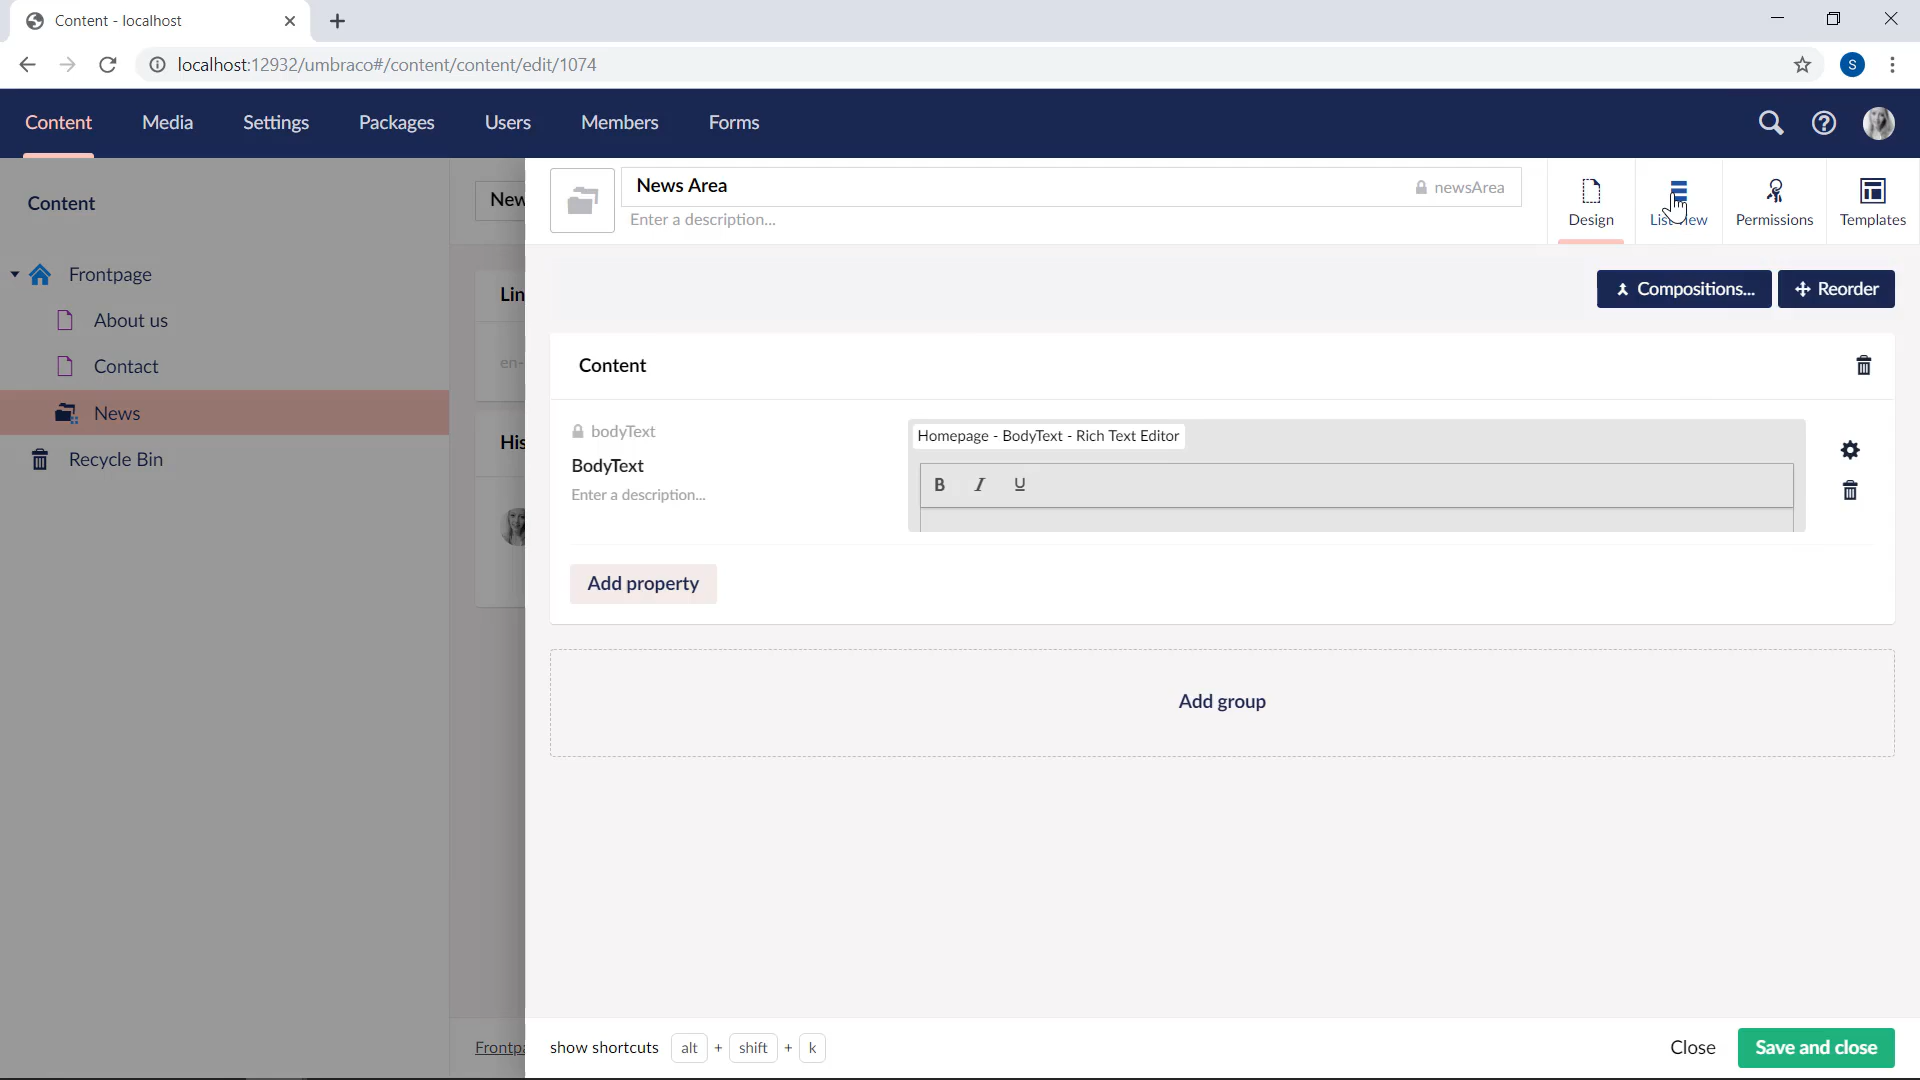 Content - localhost
localhost:12932/umbraco#/content/content/edit/1074
S
Content Media Settings Packages Users Members Forms
Content
Frontpage
About us
Contact
News
Recycle Bin
New
Lin
en-
His
Frontpa
News Area
newsArea
Enter a description...
Design
Permissions
Templates
Compositions...
Reorder
Content
bodyText
BodyText
Enter a description...
Homepage - BodyText - Rich Text Editor
B I U
Add property
Add group
show shortcuts alt + shift + k
Close
Save and close